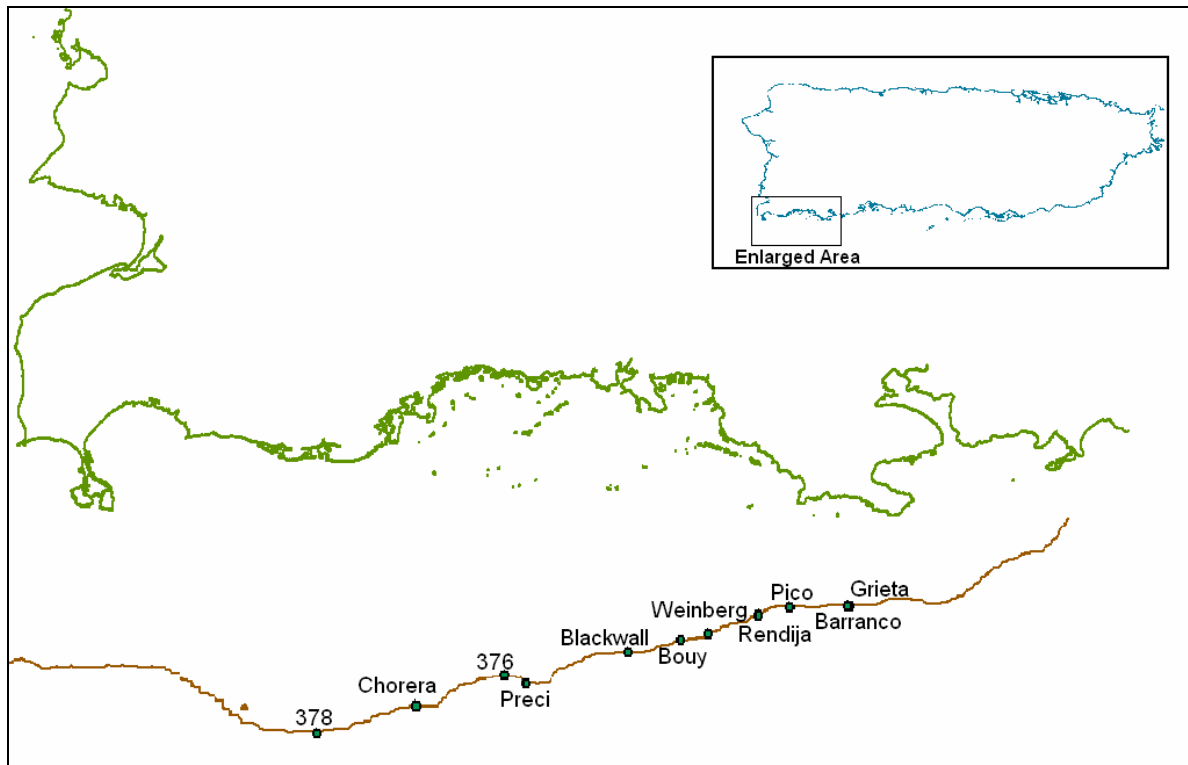 Enlarged Area
Pico
Grieta
Weinberg
Barranco
Rendija
Blackwall
Bouy
376
Chorera
Preci
378